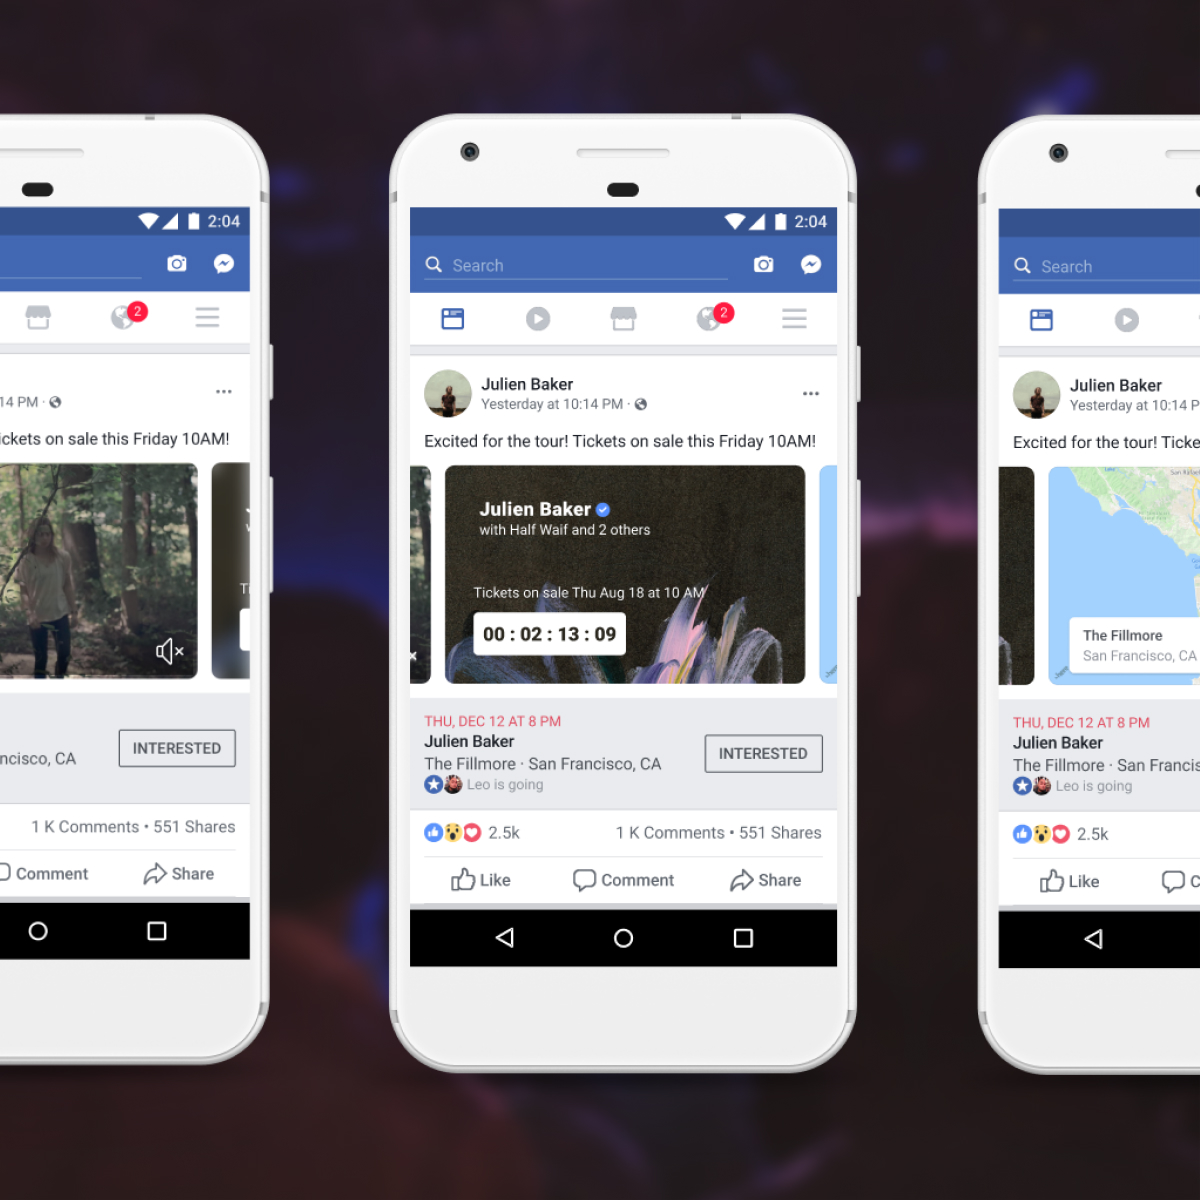 2:04
2
14 PM ·
ickets on sale this Friday 10AM!
ncisco, CA
INTERESTED
1 K Comments • 551 Shares
Comment
Share
2:04
Search
2
Julien Baker
Yesterday at 10:14 PM ·
Excited for the tour! Tickets on sale this Friday 10AM!
Julien Baker
with Half Waif and 2 others
Tickets on sale Thu Aug 18 at 10 AM
00 : 02 : 13 : 09
THU, DEC 12 AT 8 PM
Julien Baker
The Fillmore · San Francisco, CA
INTERESTED
Leo is going
2.5k
1 K Comments • 551 Shares
Like
Comment
Share
Search
Julien Baker
Yesterday at 10:14 P
Excited for the tour! Ticke
The Fillmore
San Francisco, CA
THU, DEC 12 AT 8 PM
Julien Baker
The Fillmore · San Francis
Leo is going
2.5k
Like
C